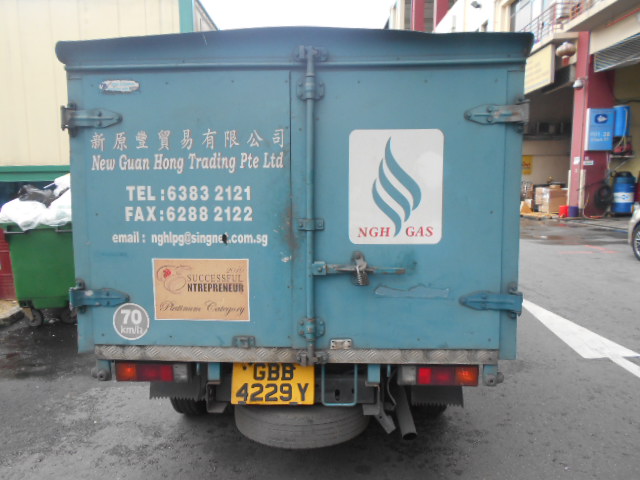 新原豐貿易有限公司
New Guan Hong Trading Pte Ltd
TEL : 6383 2121
FAX : 6288 2122
email : nghlpg@singnet.com.sg
NGH GAS
SUCCESSFUL
ENTREPRENEUR
Platinum Category
70
km/h
GBB
4229Y